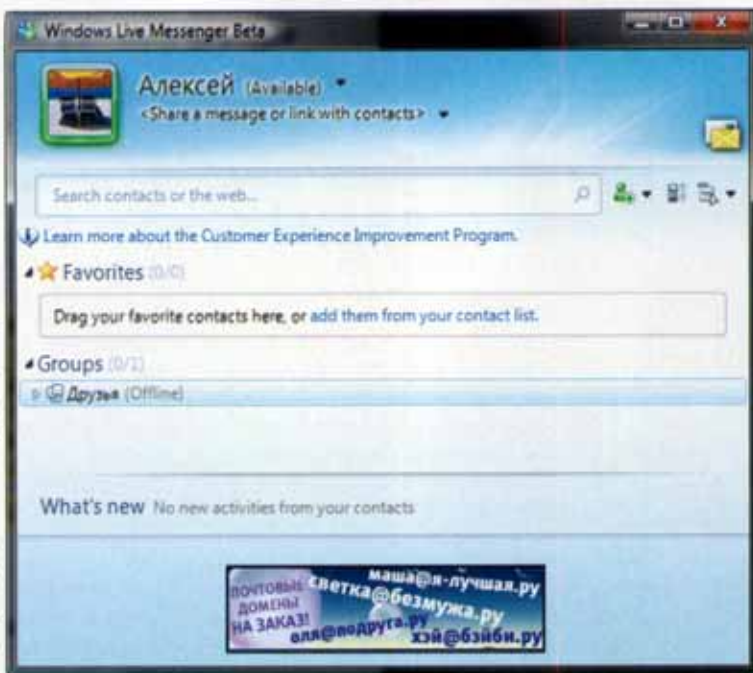 Windows Live Messenger Beta
Алексей (Available)
<Share a message or link with contacts>
Search contacts or the web...
Learn more about the Customer Experience Improvement Program.
Favorites (0/0)
Drag your favorite contacts here, or add them from your contact list.
Groups (0/1)
Друзья (Offline)
What's new No new activities from your contacts
ПОЧТОВЫЕ
ДОМЕНЫ
НА ЗАКАЗ!
маша@я-лучшая.ру
светка@безмужа.ру
оля@подруга.ру
хэй@бэйби.ру